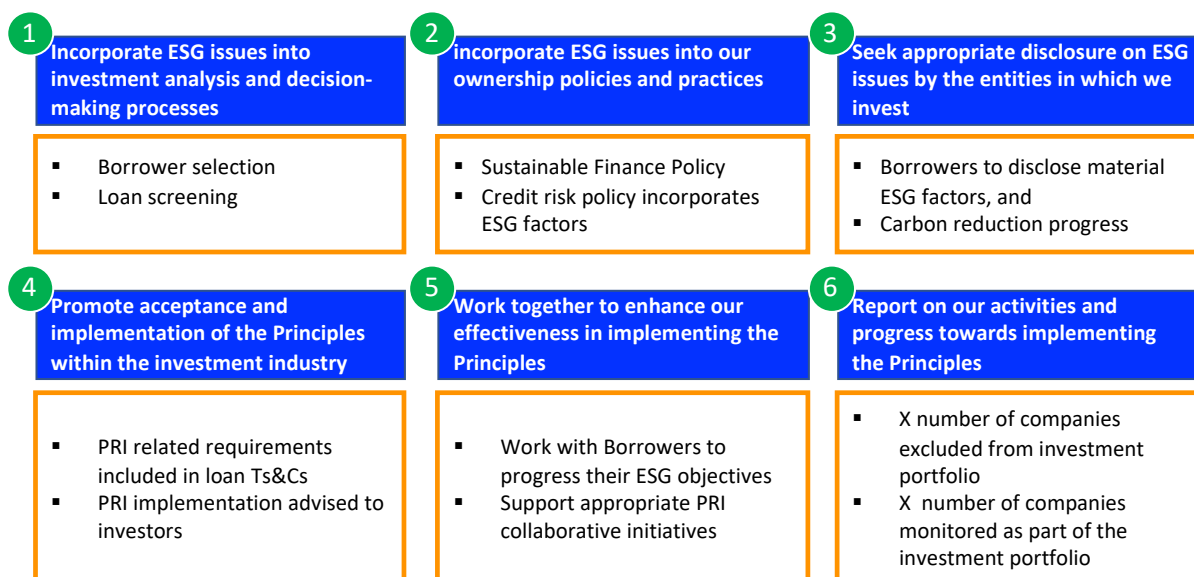 1
Incorporate ESG issues into
investment analysis and decision-
making processes
▪ Borrower selection
▪ Loan screening
2
incorporate ESG issues into our
ownership policies and practices
▪ Sustainable Finance Policy
▪ Credit risk policy incorporates
ESG factors
3
Seek appropriate disclosure on ESG
issues by the entities in which we
invest
▪ Borrowers to disclose material
ESG factors, and
▪ Carbon reduction progress
4
Promote acceptance and
implementation of the Principles
within the investment industry
▪ PRI related requirements
included in loan Ts&Cs
▪ PRI implementation advised to
investors
5
Work together to enhance our
effectiveness in implementing the
Principles
▪ Work with Borrowers to
progress their ESG objectives
▪ Support appropriate PRI
collaborative initiatives
6
Report on our activities and
progress towards implementing
the Principles
▪ X number of companies
excluded from investment
portfolio
▪ X number of companies
monitored as part of the
investment portfolio